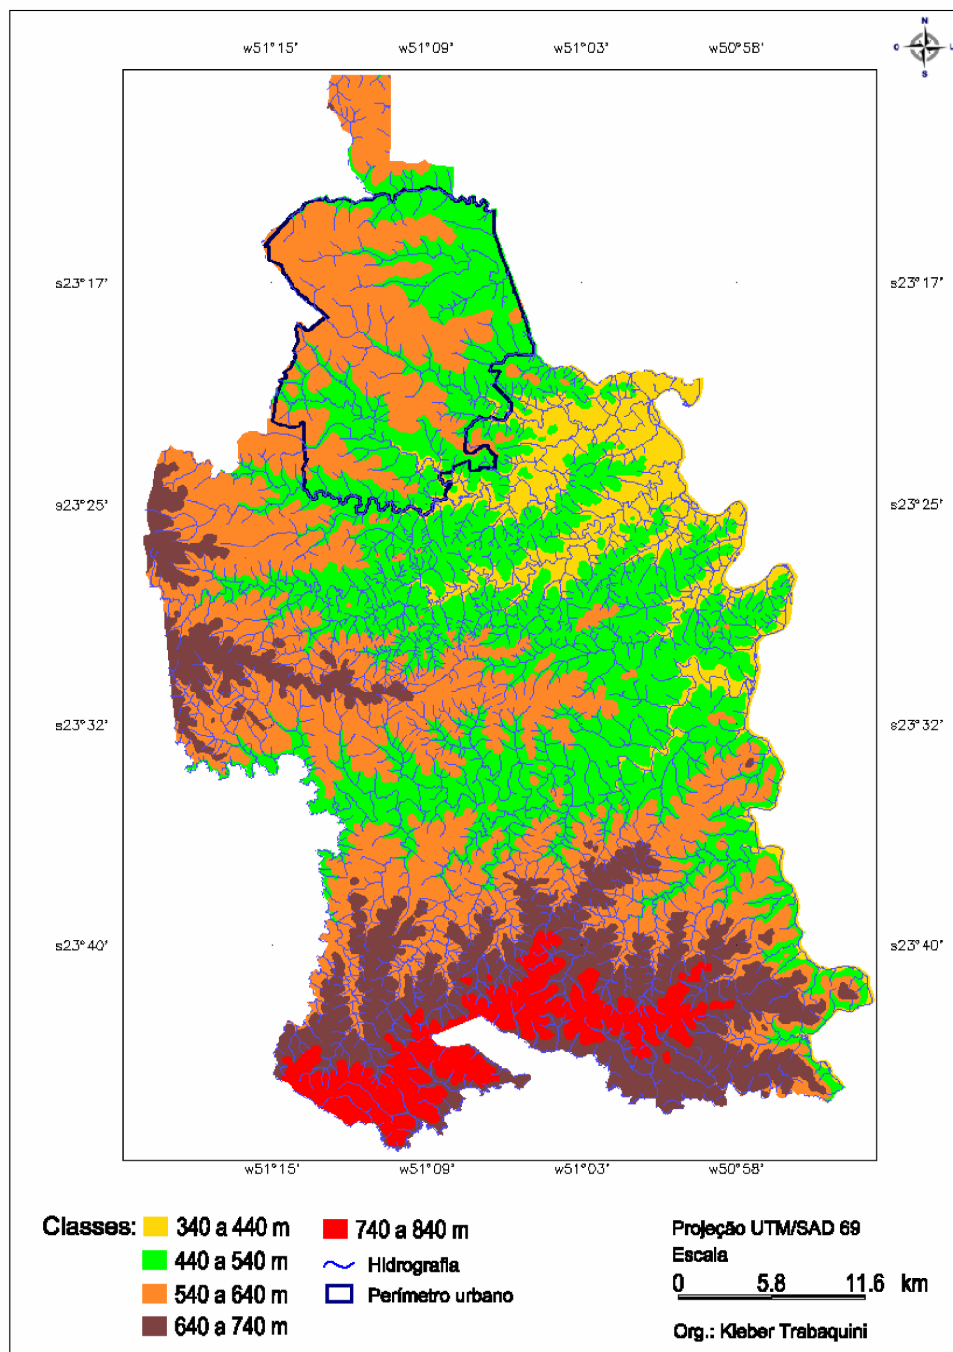 N
O L
S
w51°15' w51°09' w51°03' w50°58'
s23°17' s23°17'
s23°25' s23°25'
s23°32' s23°32'
s23°40' s23°40'
w51°15' w51°09' w51°03' w50°58'
Classes:
340 a 440 m
440 a 540 m
540 a 640 m
640 a 740 m
740 a 840 m
Hidrografia
Perímetro urbano
Projeção UTM/SAD 69
Escala
0 5.8 11.6 km
Org.: Kleber Trabaquini